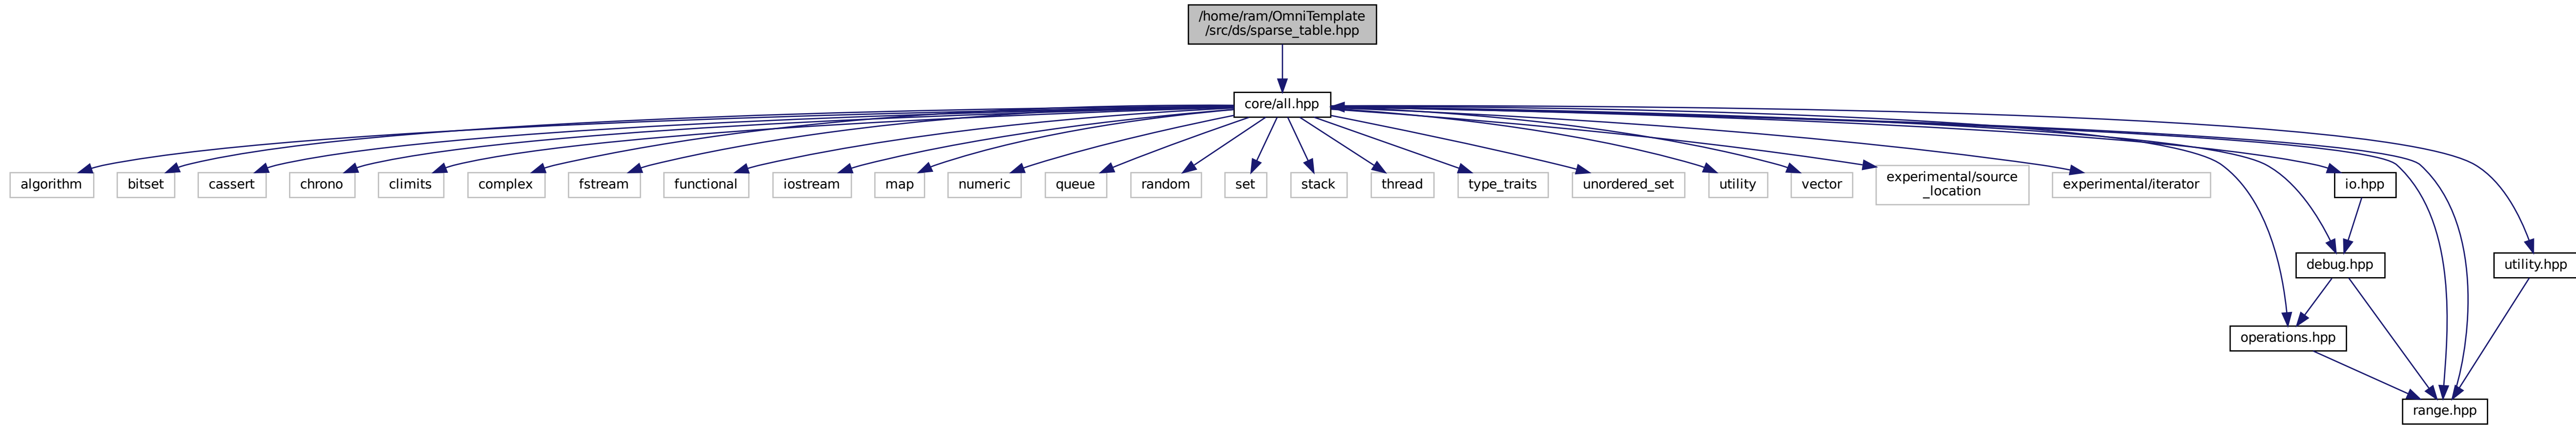 /home/ram/OmniTemplate
/src/ds/sparse_table.hpp
core/all.hpp
algorithm
bitset
cassert
chrono
climits
complex
fstream
functional
iostream
map
numeric
queue
random
set
stack
thread
type_traits
unordered_set
utility
vector
experimental/source
_location
experimental/iterator
io.hpp
debug.hpp
utility.hpp
operations.hpp
range.hpp